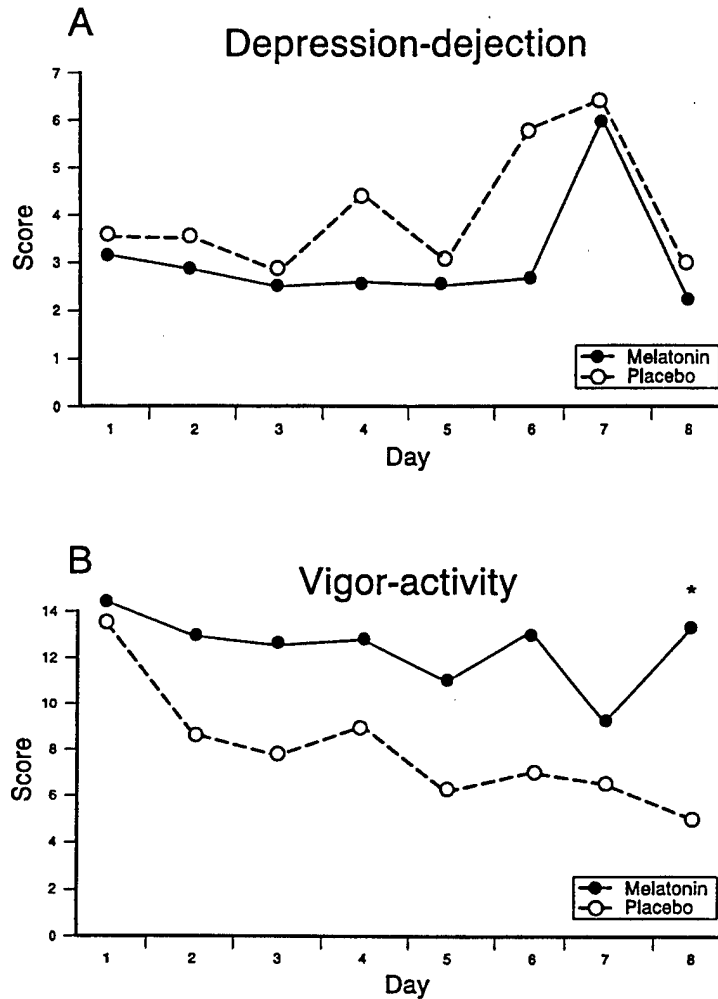 A
Depression-dejection
7
6
5
4
3
2
1
0
Score
Melatonin
Placebo
1 2 3 4 5 6 7 8
Day
B
Vigor-activity
*
14
12
10
8
6
4
2
0
Score
Melatonin
Placebo
1 2 3 4 5 6 7 8
Day